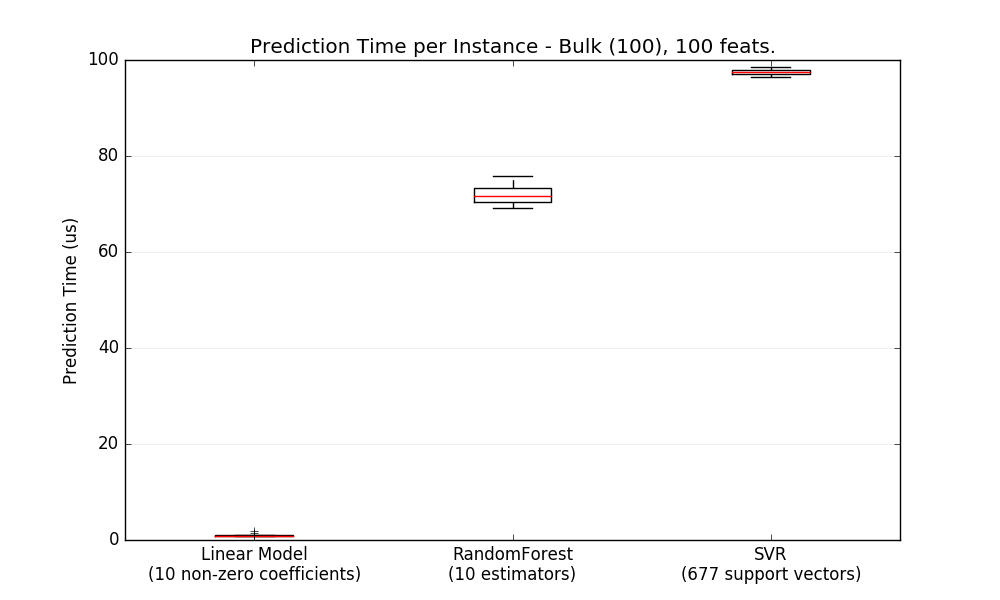 Prediction Time per Instance - Bulk (100), 100 feats.
100
80
60
40
20
0
Prediction Time (us)
Linear Model
(10 non-zero coefficients)
RandomForest
(10 estimators)
SVR
(677 support vectors)